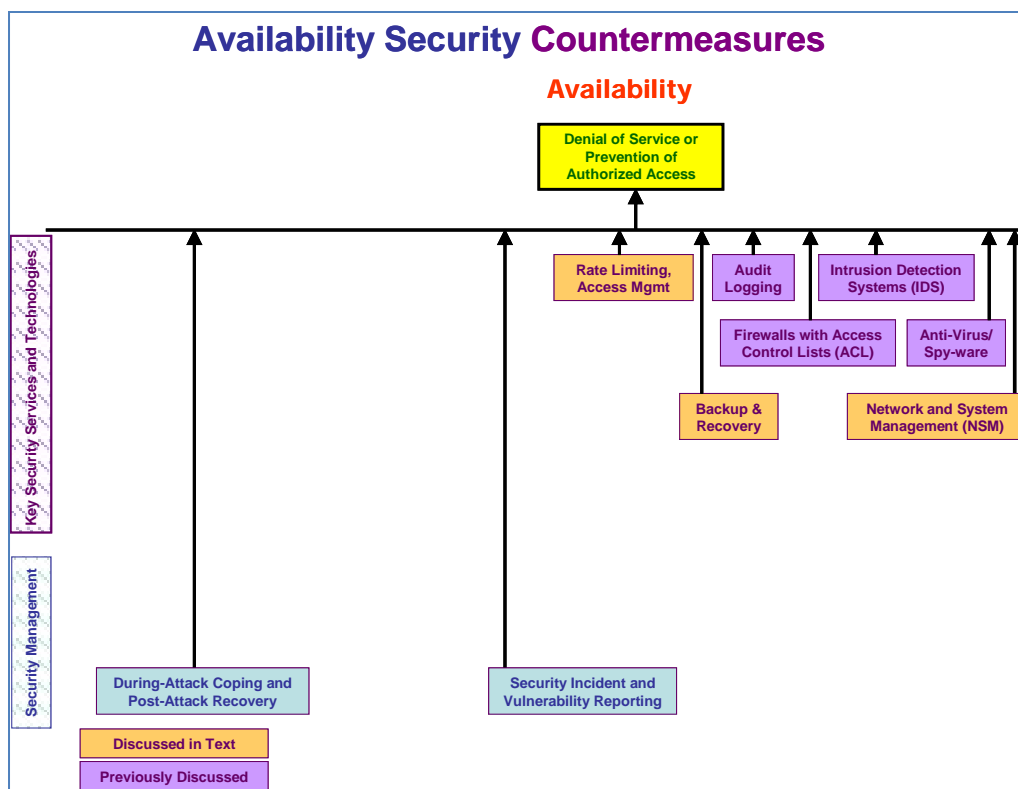 Availability Security Countermeasures
Availability
Denial of Service or
Prevention of
Authorized Access
Key Security Services and Technologies
Rate Limiting,
Access Mgmt
Audit
Logging
Intrusion Detection
Systems (IDS)
Firewalls with Access
Control Lists (ACL)
Anti-Virus/
Spy-ware
Backup &
Recovery
Network and System
Management (NSM)
Security Management
During-Attack Coping and
Post-Attack Recovery
Security Incident and
Vulnerability Reporting
Discussed in Text
Previously Discussed